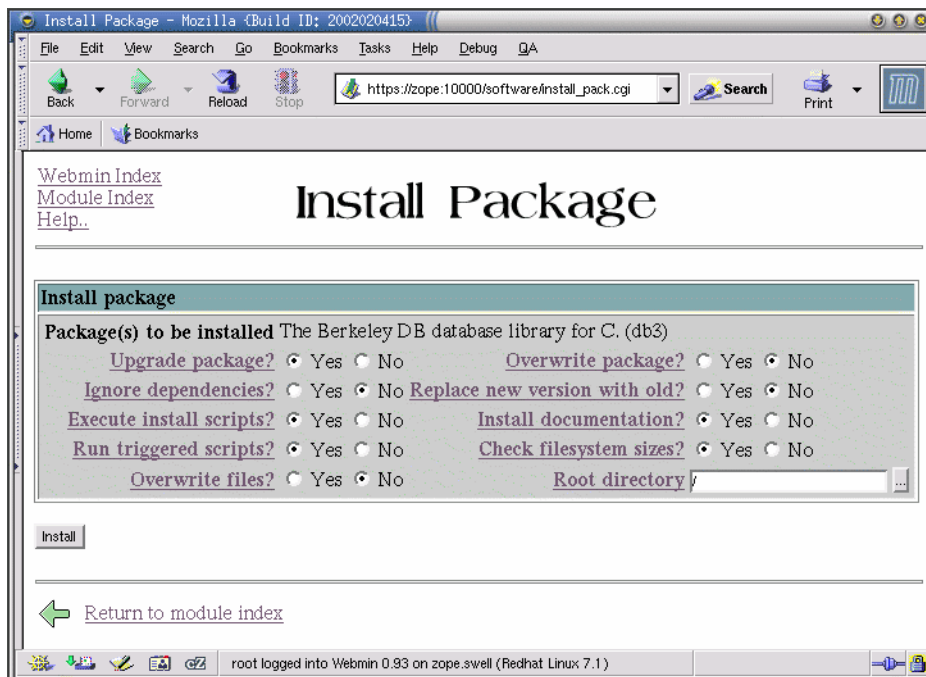 Install Package - Mozilla {Build ID: 2002020415}
File Edit View Search Go Bookmarks Tasks Help Debug QA
Back Forward Reload Stop https://zope:10000/software/install_pack.cgi Search Print
Home Bookmarks
Webmin Index
Module Index
Help..
Install Package
Install package
Package(s) to be installed The Berkeley DB database library for C. (db3)
Upgrade package? Yes No Overwrite package? Yes No
Ignore dependencies? Yes No Replace new version with old? Yes No
Execute install scripts? Yes No Install documentation? Yes No
Run triggered scripts? Yes No Check filesystem sizes? Yes No
Overwrite files? Yes No Root directory / ...
Install
Return to module index
root logged into Webmin 0.93 on zope.swell (Redhat Linux 7.1)